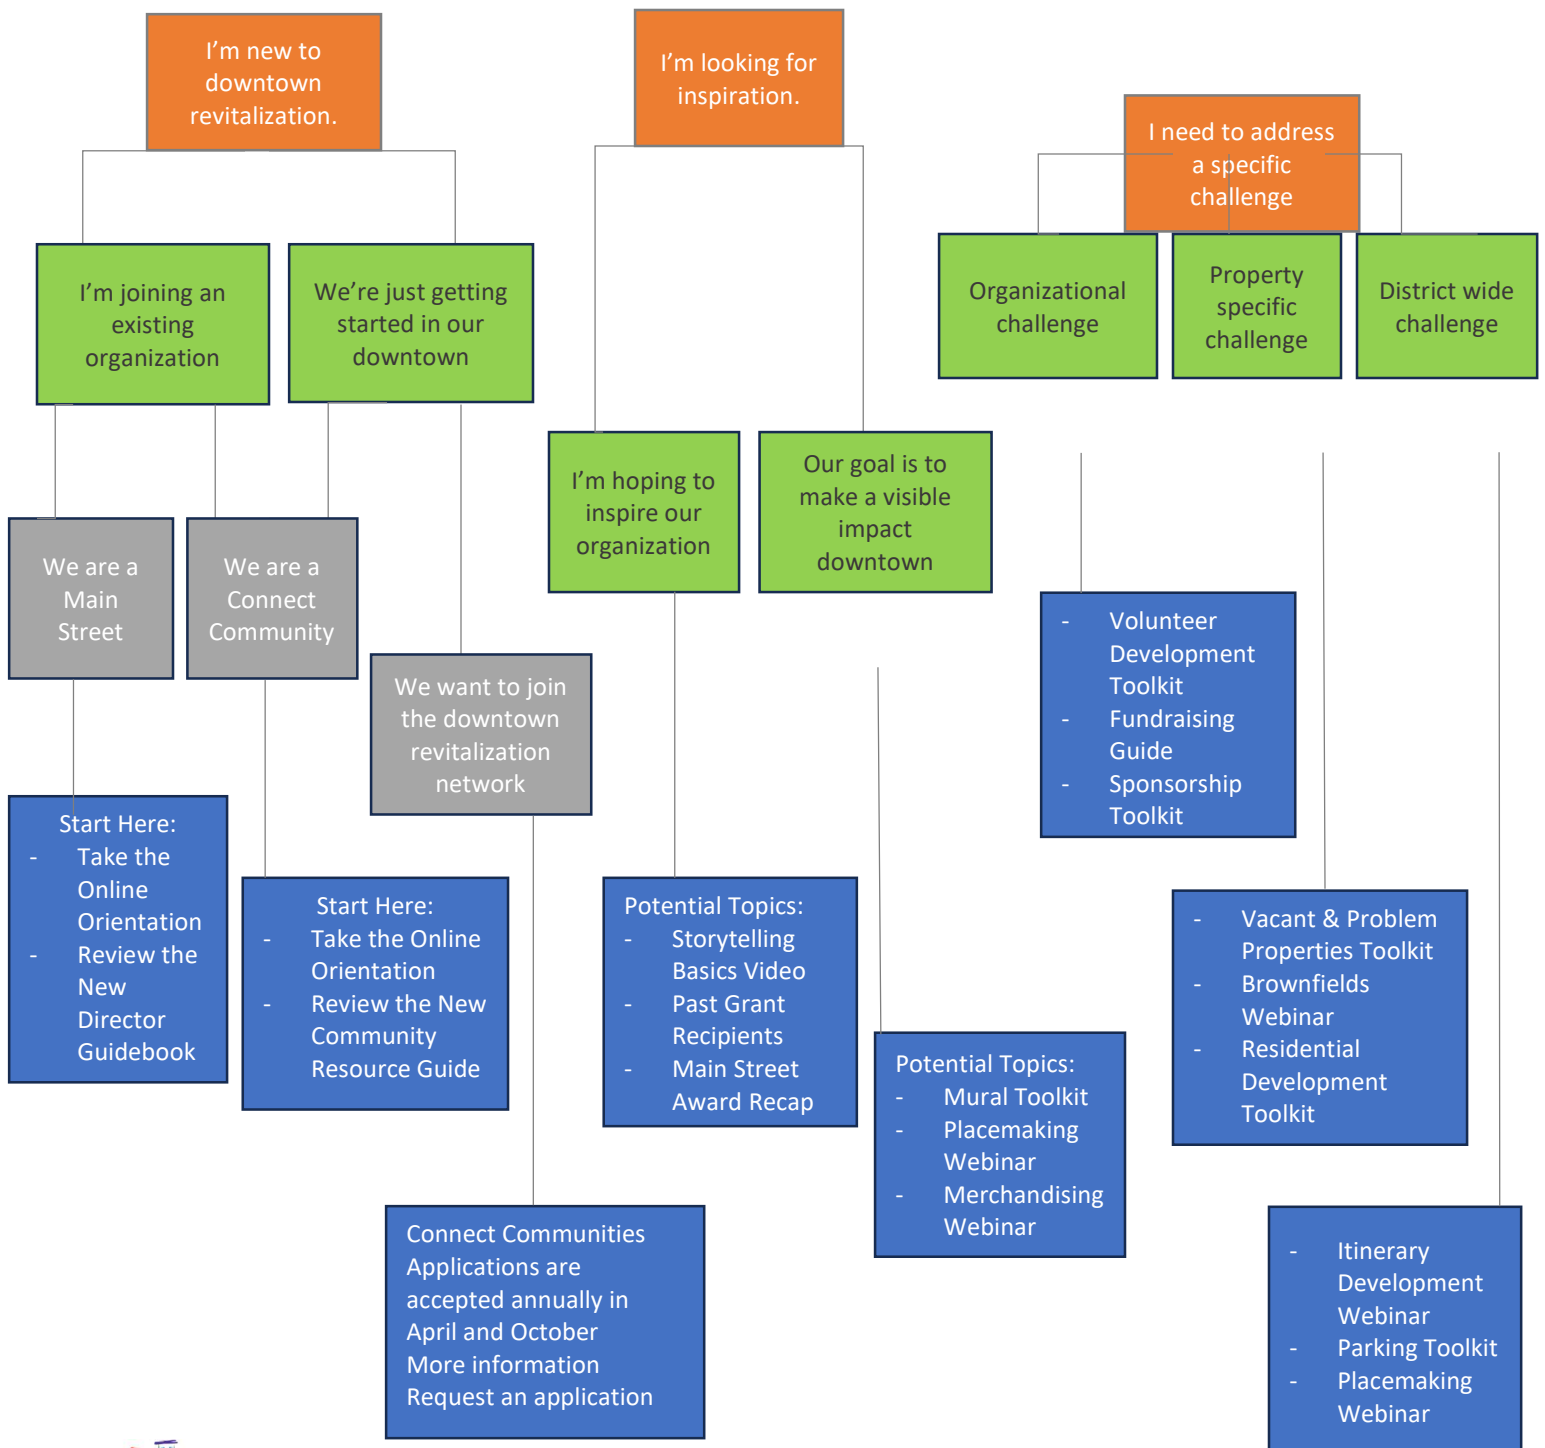 I'm new to
downtown
revitalization.
I'm looking for
inspiration.
I need to address
a specific
challenge
I'm joining an
existing
organization
We're just getting
started in our
downtown
Organizational
challenge
Property
specific
challenge
District wide
challenge
I'm hoping to
inspire our
organization
Our goal is to
make a visible
impact
downtown
We are a
Main
Street
We are a
Connect
Community
We want to join
the downtown
revitalization
network
- Volunteer
Development
Toolkit
- Fundraising
Guide
- Sponsorship
Toolkit
Start Here:
- Take the
Online
Orientation
- Review the
New
Director
Guidebook
Start Here:
- Take the Online
Orientation
- Review the New
Community
Resource Guide
Potential Topics:
- Storytelling
Basics Video
- Past Grant
Recipients
- Main Street
Award Recap
- Vacant & Problem
Properties Toolkit
- Brownfields
Webinar
- Residential
Development
Toolkit
Potential Topics:
- Mural Toolkit
- Placemaking
Webinar
- Merchandising
Webinar
Connect Communities
Applications are
accepted annually in
April and October
More information
Request an application
- Itinerary
Development
Webinar
- Parking Toolkit
- Placemaking
Webinar